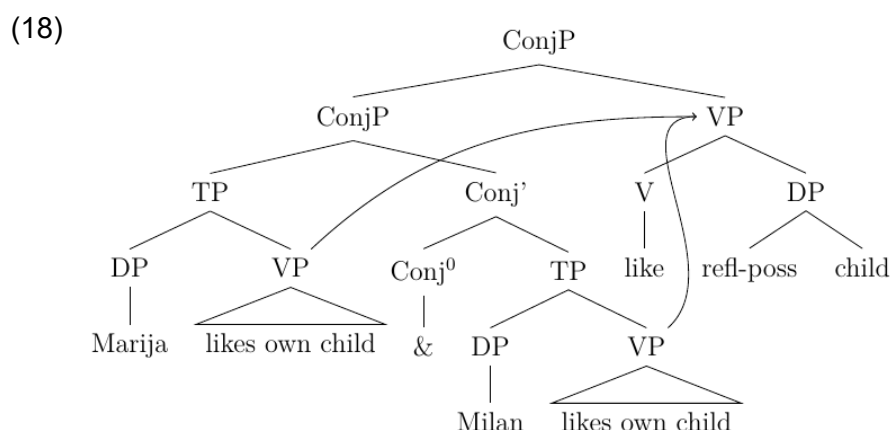 (18)
ConjP
ConjP VP
TP Conj' V DP
DP VP Conj⁰ TP like refl-poss child
Marija likes own child & DP VP
Milan likes own child